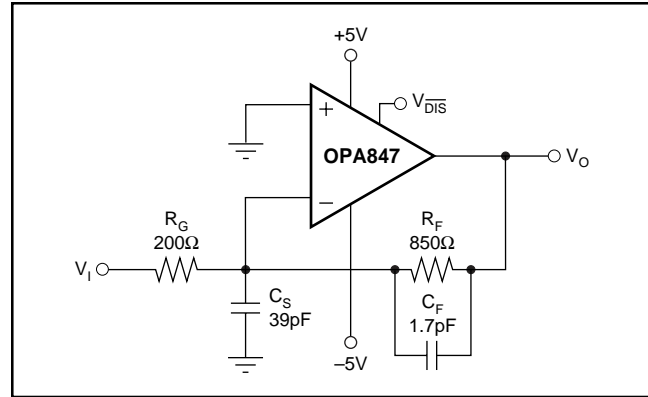 +5V
V_DIS
+
OPA847
V_O
−
R_G
200Ω
R_F
850Ω
V_I
C_S
39pF
C_F
1.7pF
–5V